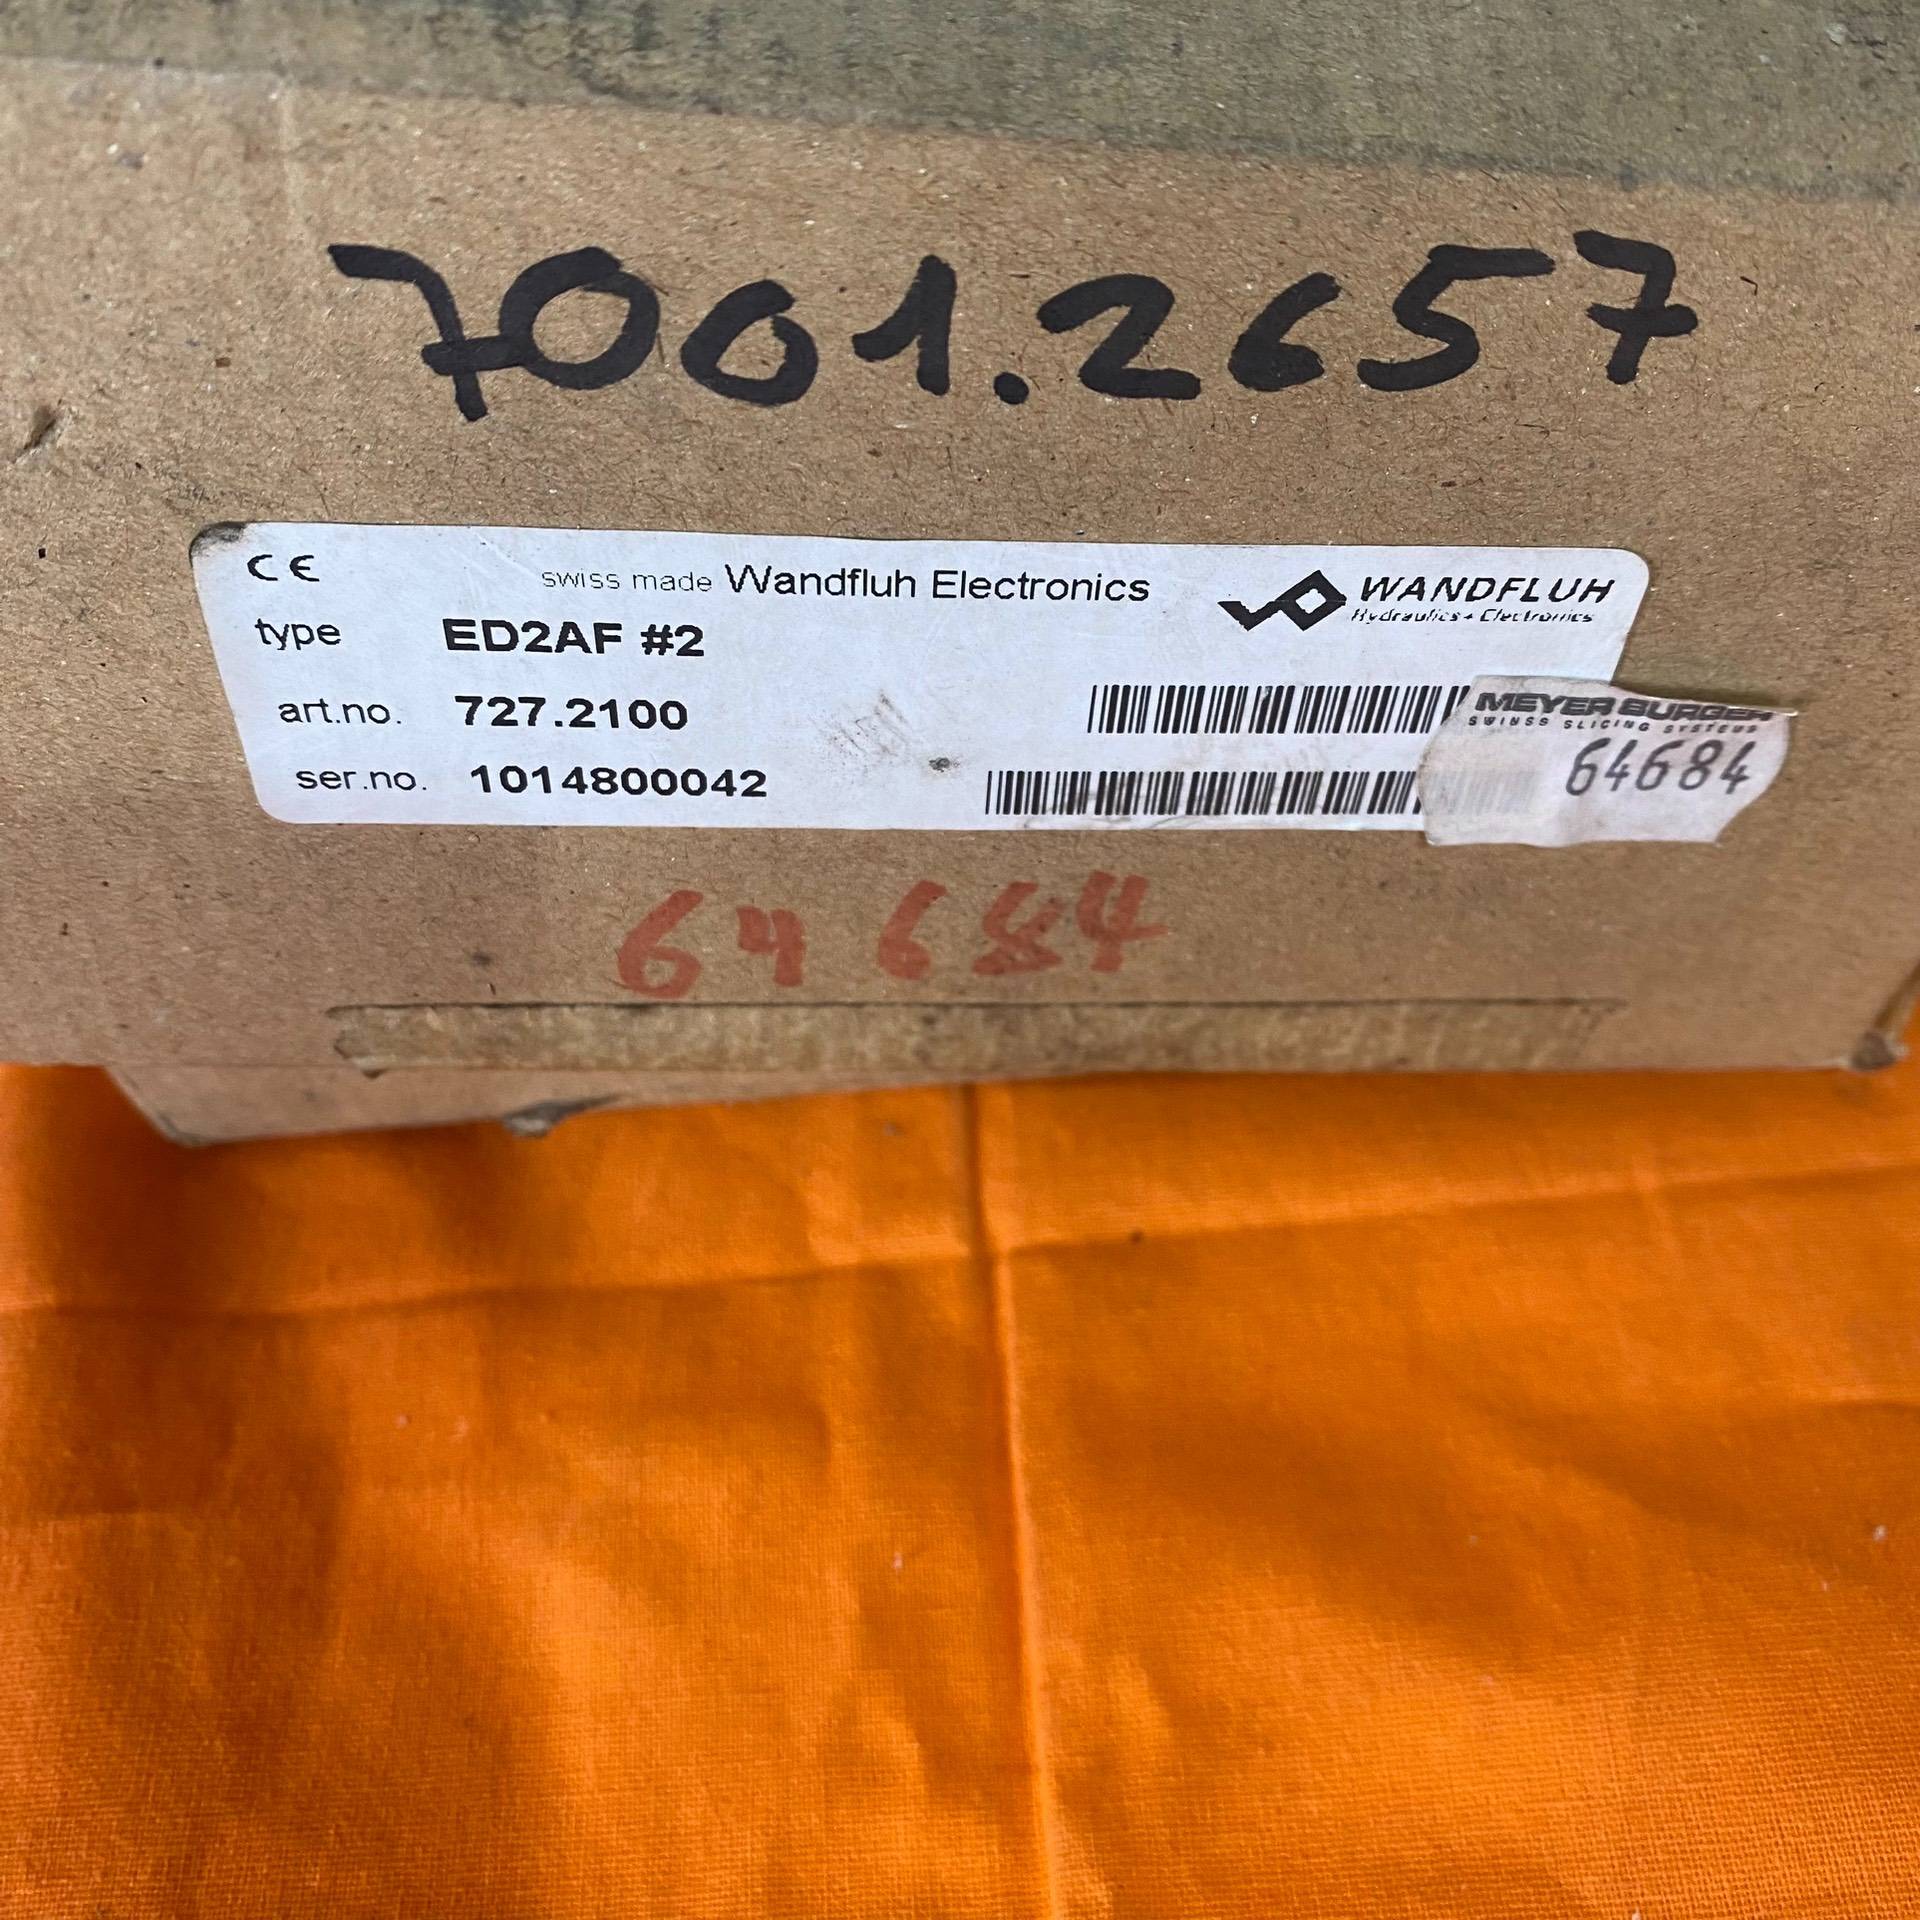 7001.2657
CE
swiss made Wandfluh Electronics
WANDFLUH
Hydraulics + Electronics
type ED2AF #2
art.no. 727.2100
ser.no. 1014800042
MEYER BURGER
SWISS SLICING SYSTEMS
64684
64684